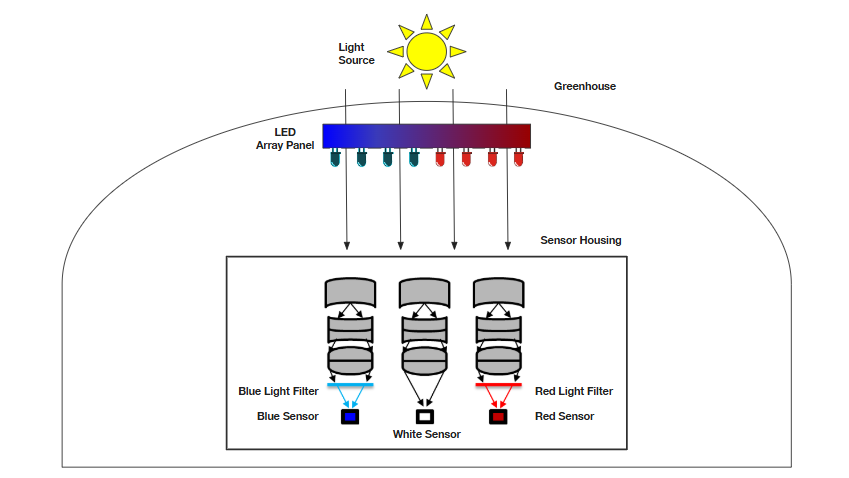 Light
Source
Greenhouse
LED
Array Panel
Sensor Housing
Blue Light Filter
Red Light Filter
Blue Sensor
Red Sensor
White Sensor